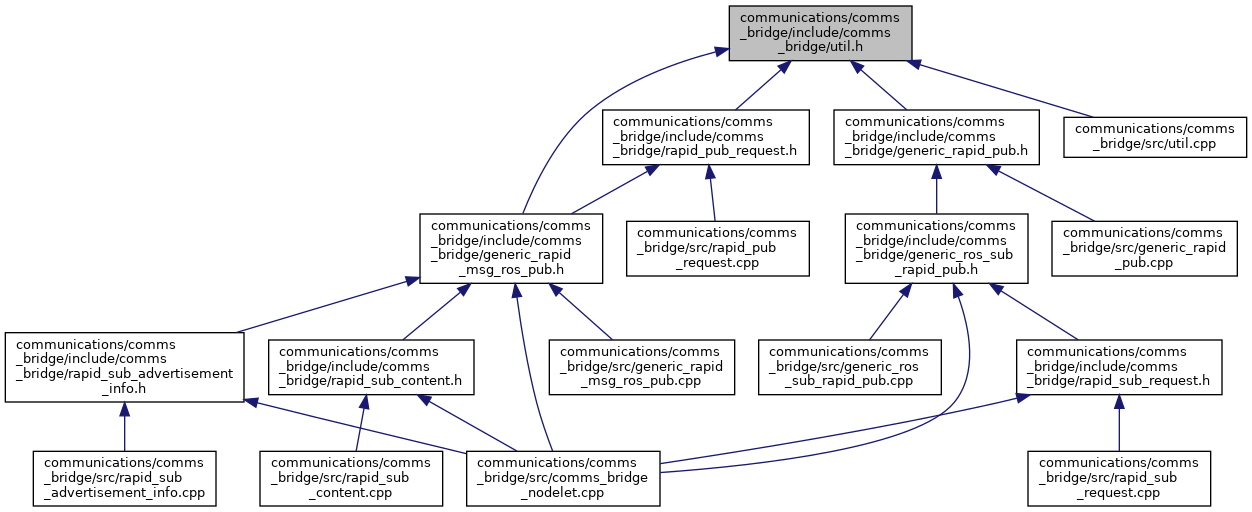 communications/comms
_bridge/include/comms
_bridge/util.h
communications/comms
_bridge/include/comms
_bridge/rapid_pub_request.h
communications/comms
_bridge/include/comms
_bridge/generic_rapid_pub.h
communications/comms
_bridge/src/util.cpp
communications/comms
_bridge/include/comms
_bridge/generic_rapid
_msg_ros_pub.h
communications/comms
_bridge/src/rapid_pub
_request.cpp
communications/comms
_bridge/include/comms
_bridge/generic_ros_sub
_rapid_pub.h
communications/comms
_bridge/src/generic_rapid
_pub.cpp
communications/comms
_bridge/include/comms
_bridge/rapid_sub_advertisement
_info.h
communications/comms
_bridge/include/comms
_bridge/rapid_sub_content.h
communications/comms
_bridge/src/generic_rapid
_msg_ros_pub.cpp
communications/comms
_bridge/src/generic_ros
_sub_rapid_pub.cpp
communications/comms
_bridge/include/comms
_bridge/rapid_sub_request.h
communications/comms
_bridge/src/rapid_sub
_advertisement_info.cpp
communications/comms
_bridge/src/rapid_sub
_content.cpp
communications/comms
_bridge/src/comms_bridge
_nodelet.cpp
communications/comms
_bridge/src/rapid_sub
_request.cpp